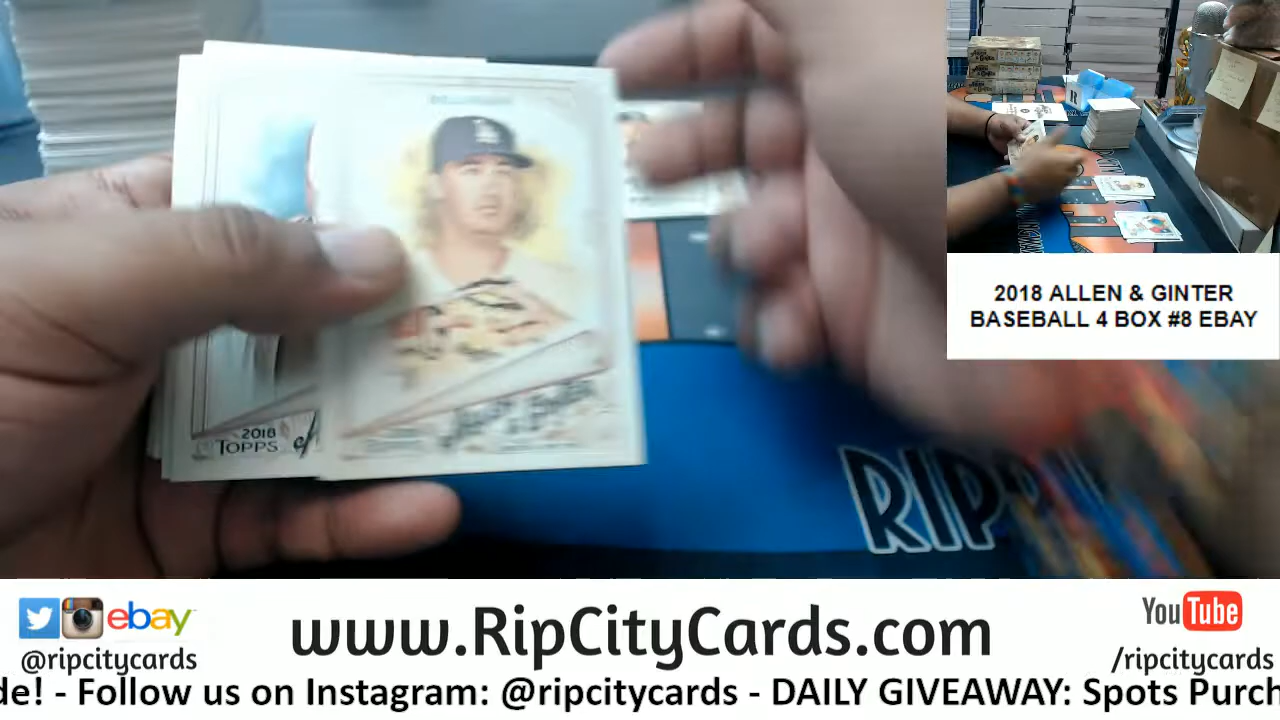 LA
2018
TOPPS
2018 ALLEN & GINTER
BASEBALL 4 BOX #8 EBAY
RIP
ebay
www.RipCityCards.com
YouTube
@ripcitycards
/ripcitycards
de! - Follow us on Instagram: @ripcitycards - DAILY GIVEAWAY: Spots Purch